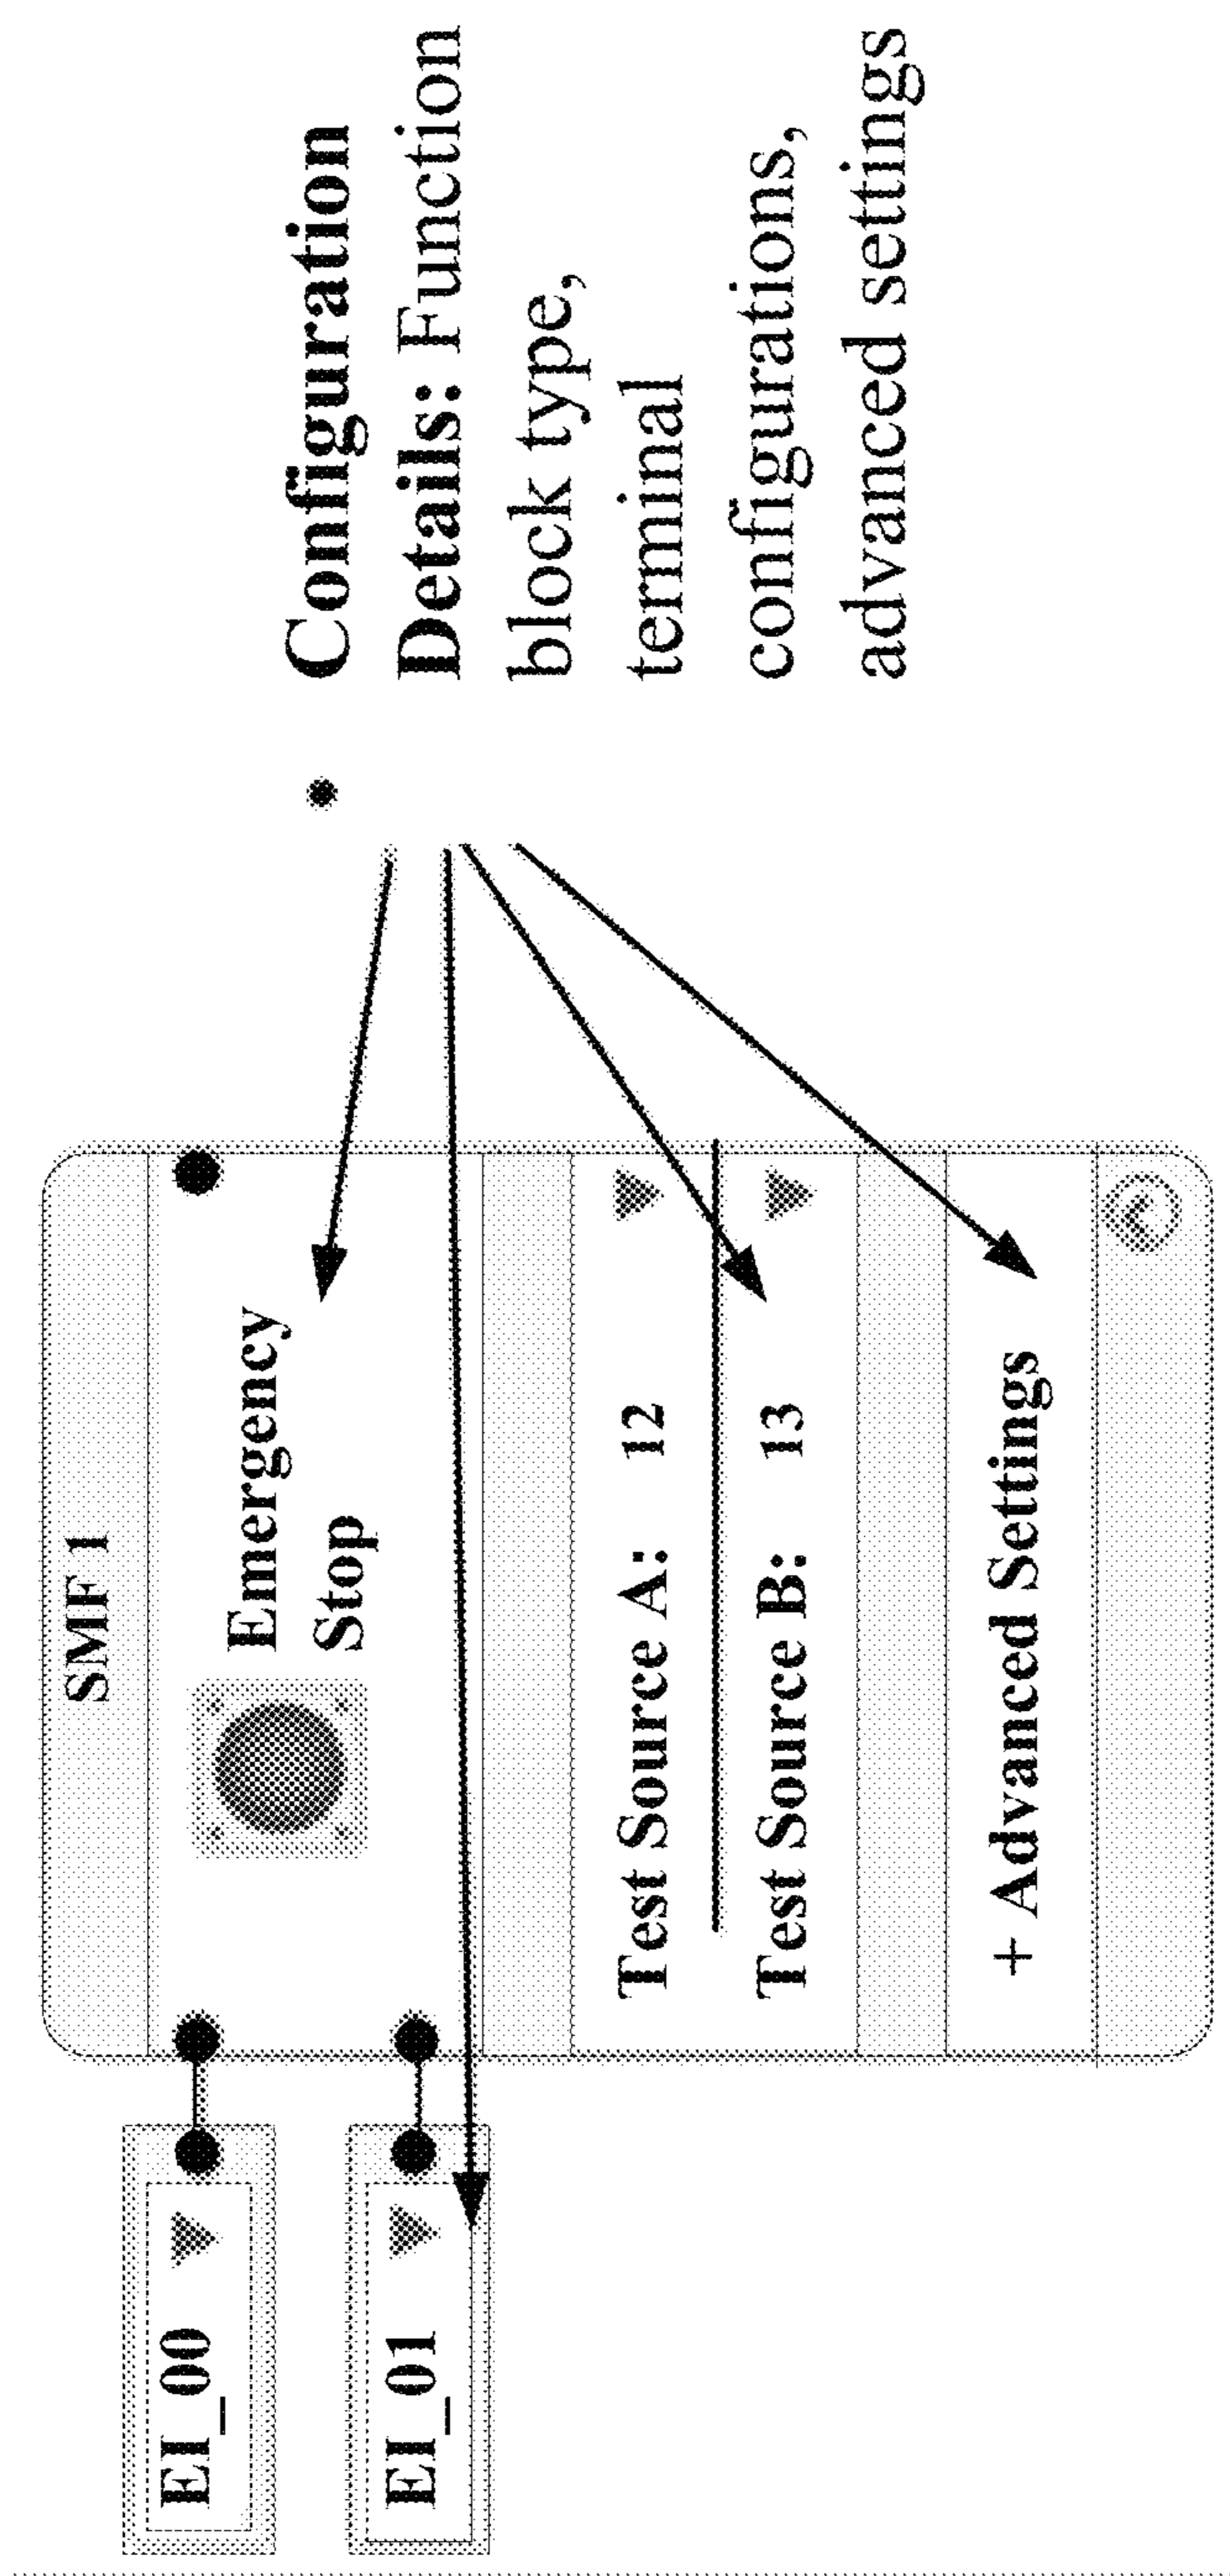 SMF 1
EI_00
EI_01
Emergency
Stop
Test Source A: 12
Test Source B: 13
+ Advanced Settings
• Configuration
Details: Function
block type,
terminal
configurations,
advanced settings